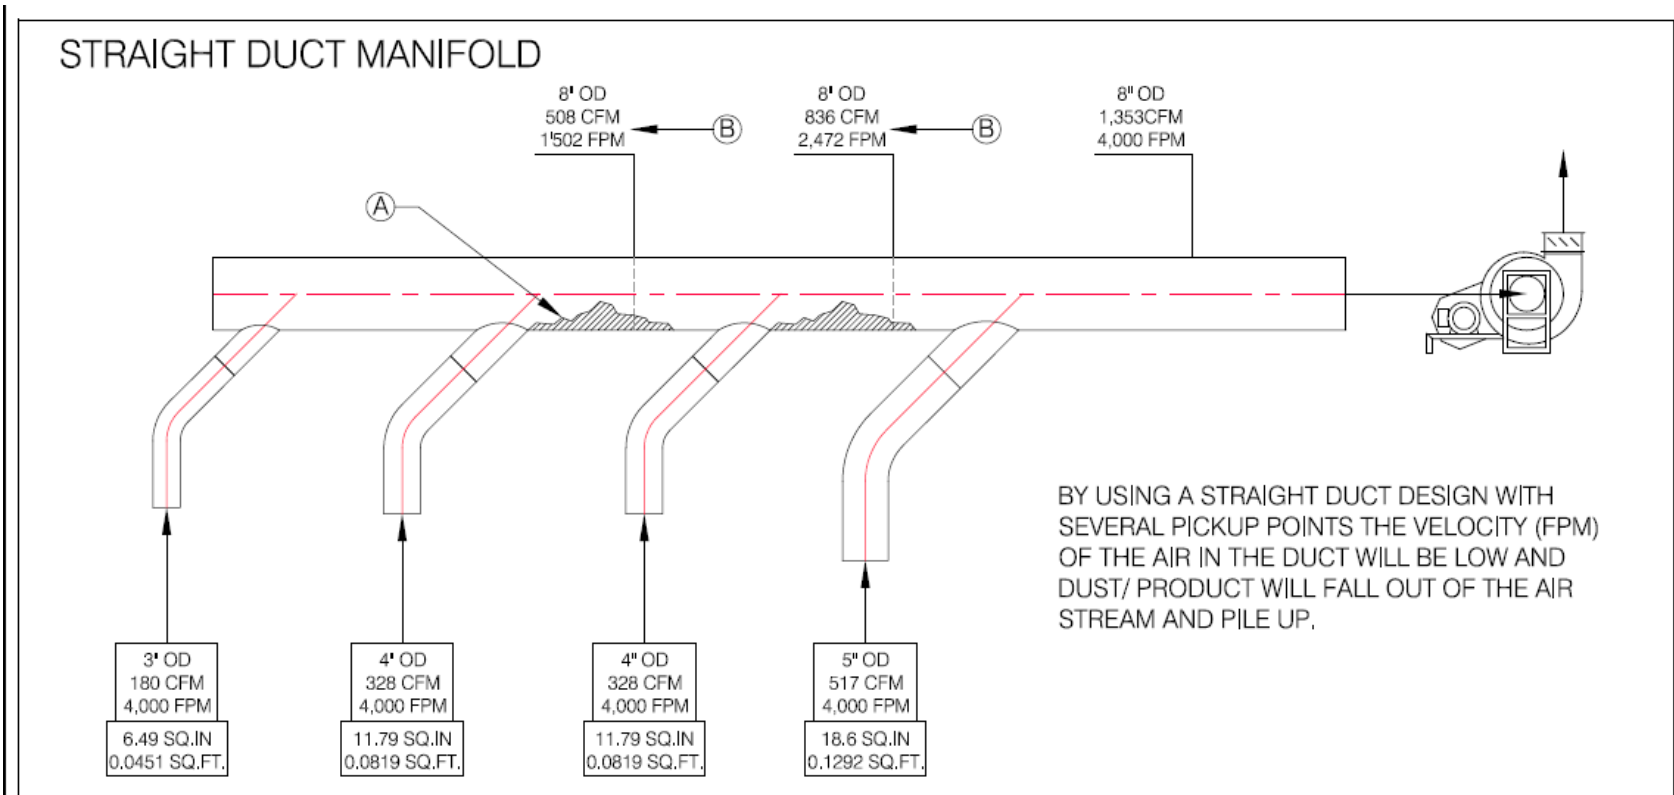 STRAIGHT DUCT MANIFOLD
8" OD
508 CFM
1'502 FPM
B
8" OD
836 CFM
2,472 FPM
B
8" OD
1,353CFM
4,000 FPM
A
BY USING A STRAIGHT DUCT DESIGN WITH
SEVERAL PICKUP POINTS THE VELOCITY (FPM)
OF THE AIR IN THE DUCT WILL BE LOW AND
DUST/ PRODUCT WILL FALL OUT OF THE AIR
STREAM AND PILE UP.
3" OD
180 CFM
4,000 FPM
6.49 SQ.IN
0.0451 SQ.FT.
4" OD
328 CFM
4,000 FPM
11.79 SQ.IN
0.0819 SQ.FT.
4" OD
328 CFM
4,000 FPM
11.79 SQ.IN
0.0819 SQ.FT.
5" OD
517 CFM
4,000 FPM
18.6 SQ.IN
0.1292 SQ.FT.